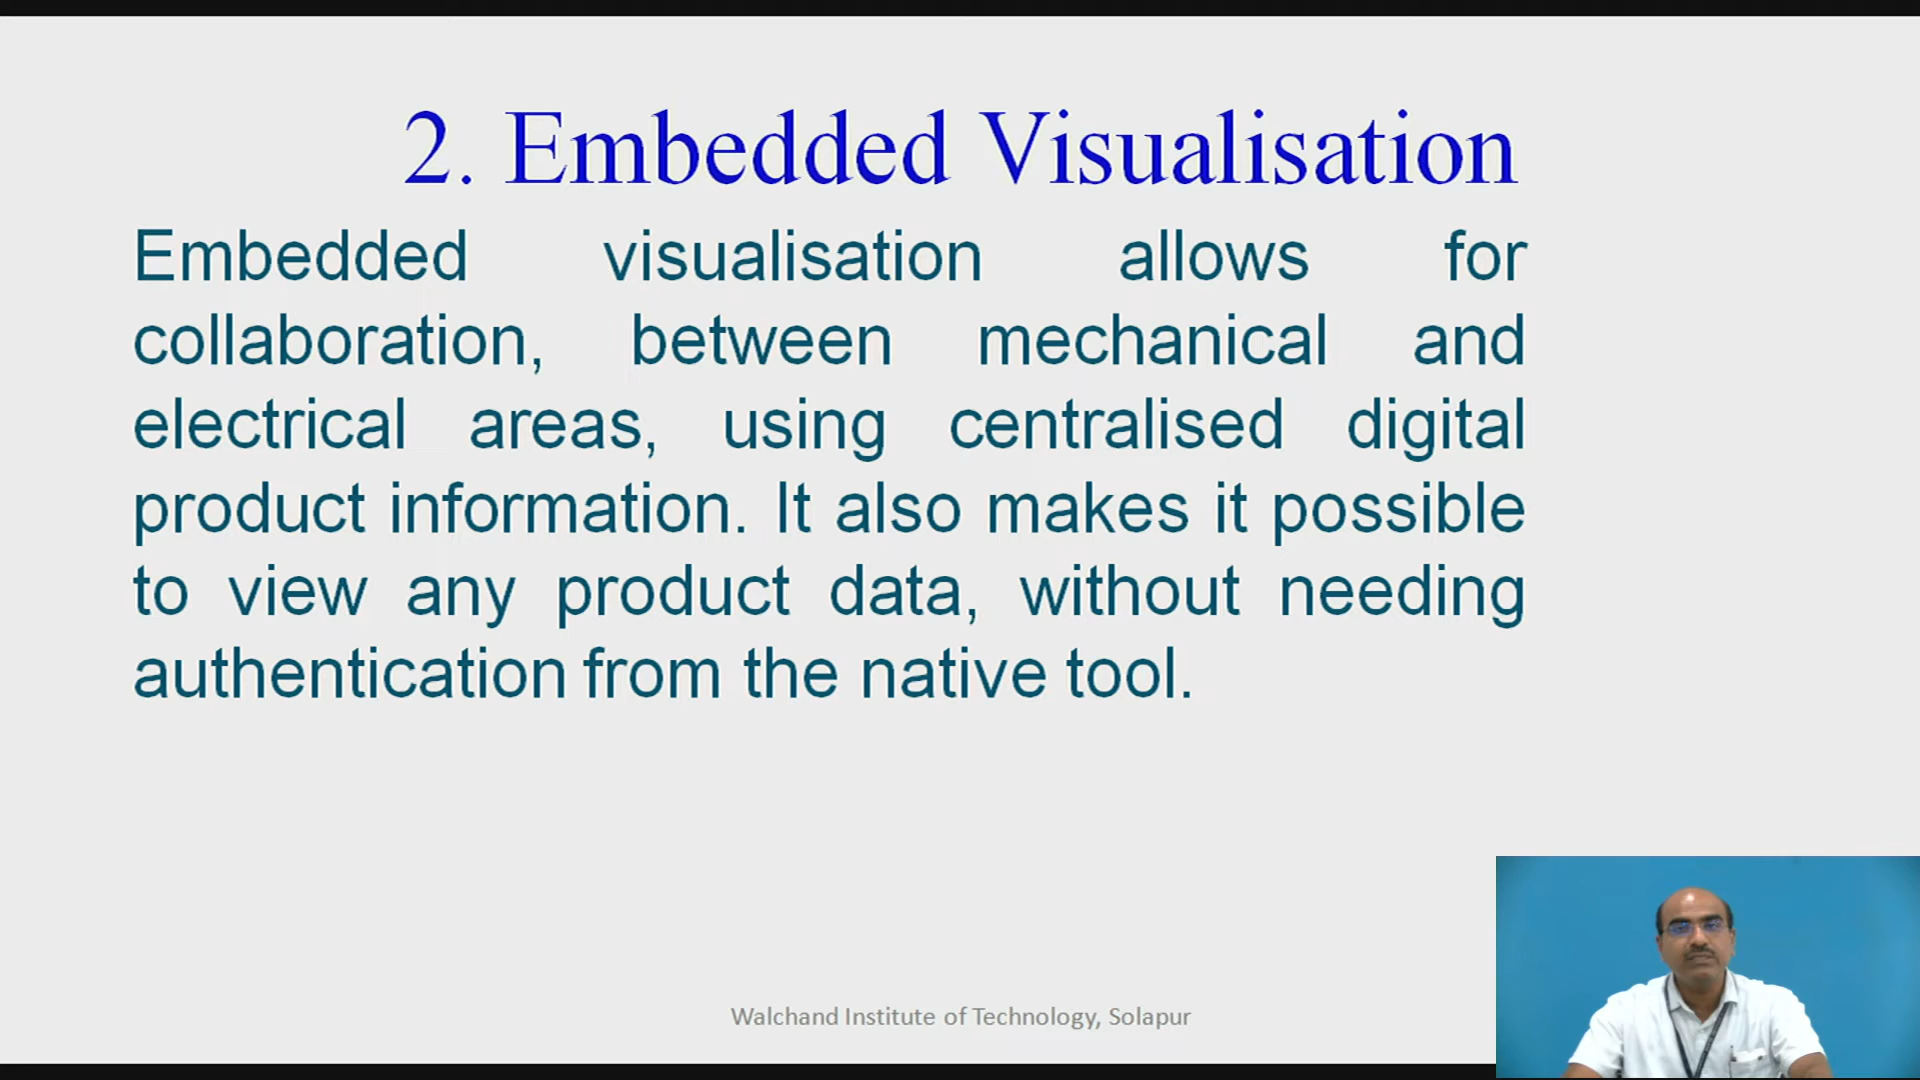 2. Embedded Visualisation
Embedded visualisation allows for
collaboration, between mechanical and
electrical areas, using centralised digital
product information. It also makes it possible
to view any product data, without needing
authentication from the native tool.
Walchand Institute of Technology, Solapur